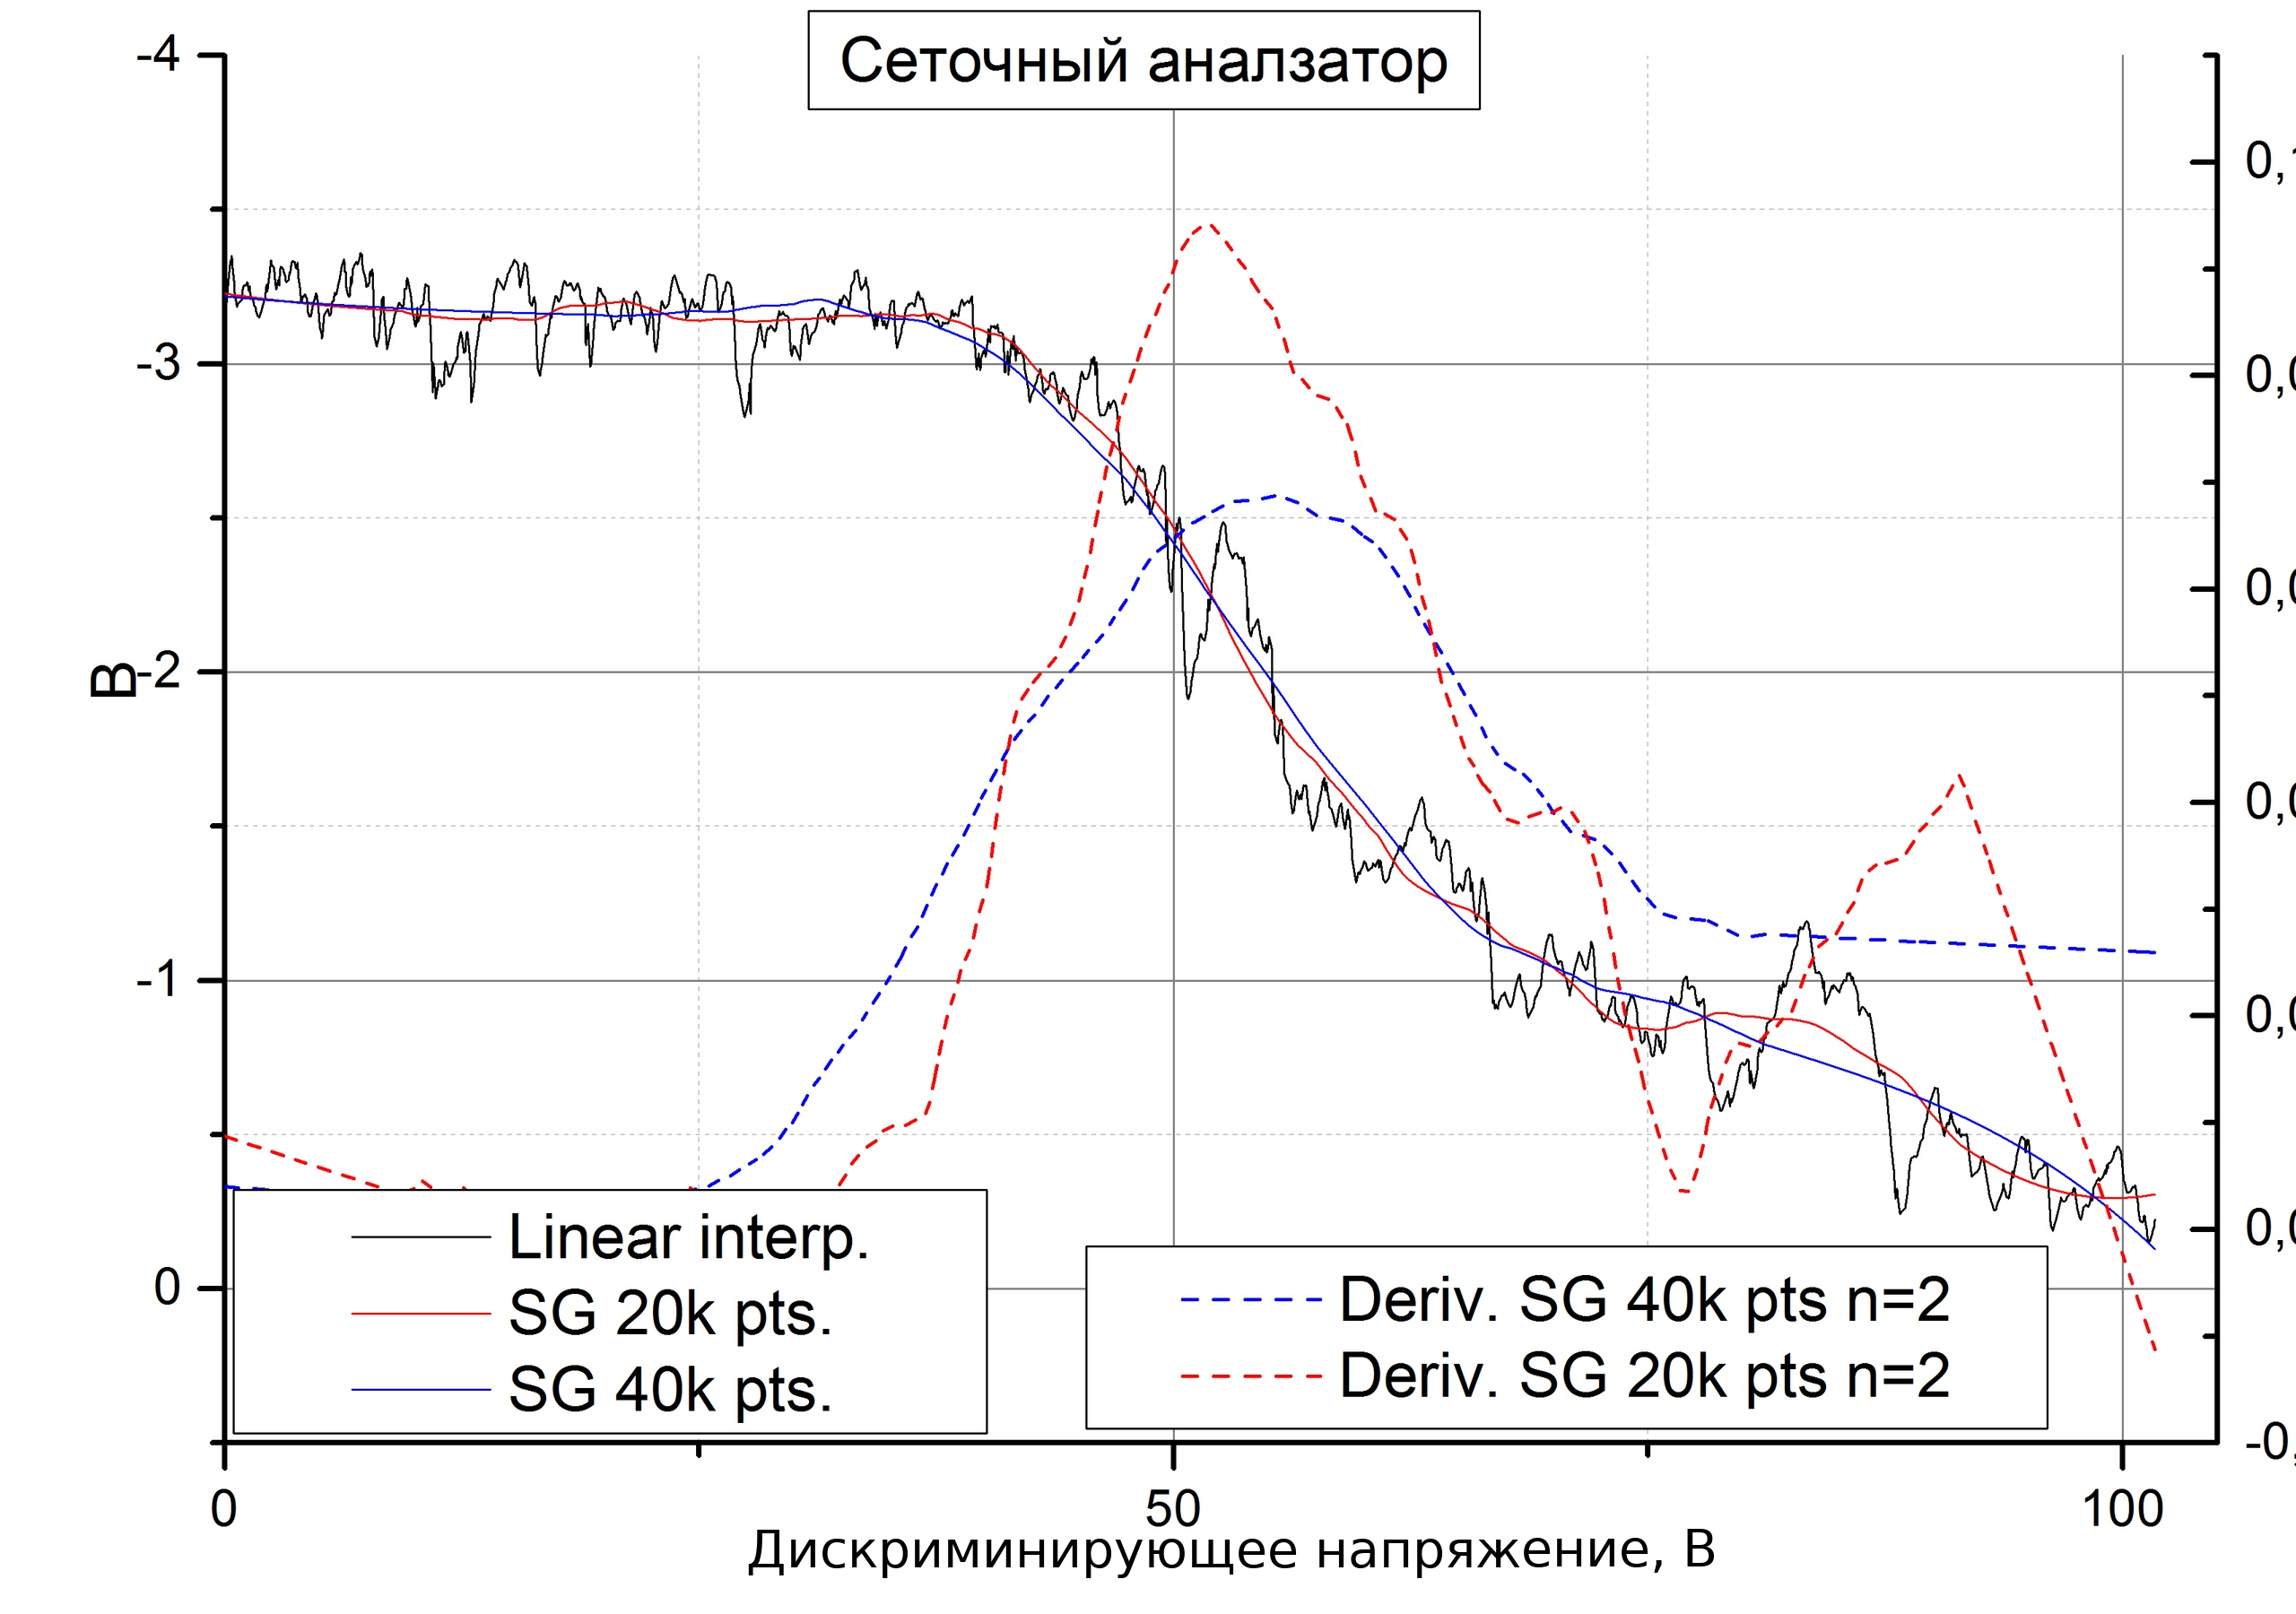 Сеточный аналзатор
-4
-3
-2
-1
0
В
0,1
0,0
0,0
0,0
0,0
0,0
-0,
Linear interp.
SG 20k pts.
SG 40k pts.
Deriv. SG 40k pts n=2
Deriv. SG 20k pts n=2
0 50 100
Дискриминирующее напряжение, В